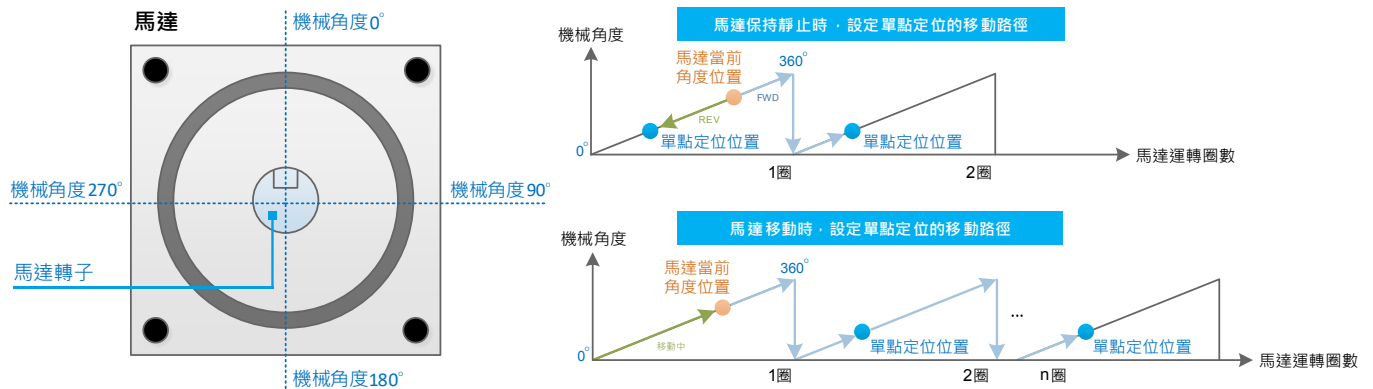 馬達
機械角度0°
機械角度270°
機械角度90°
馬達轉子
機械角度180°
馬達保持靜止時，設定單點定位的移動路徑
機械角度
馬達當前
角度位置
360°
FWD
REV
單點定位位置
單點定位位置
0°
1圈
2圈
馬達運轉圈數
馬達移動時，設定單點定位的移動路徑
機械角度
馬達當前
角度位置
360°
移動中
...
單點定位位置
單點定位位置
0°
1圈
2圈
n圈
馬達運轉圈數